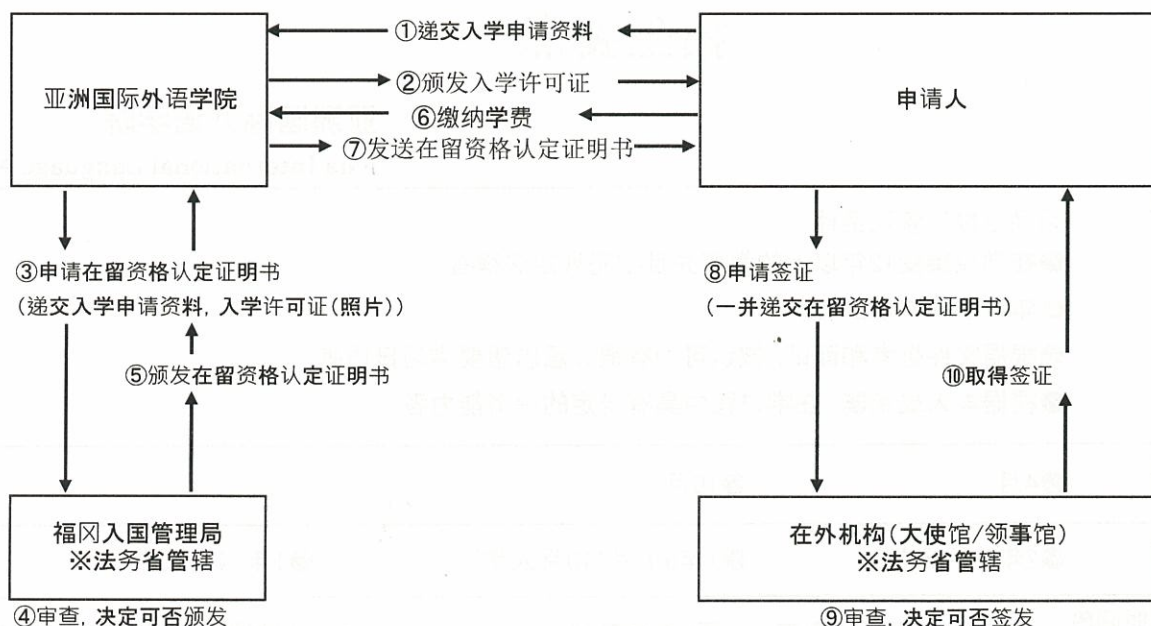 ①递交入学申请资料
亚洲国际外语学院
②颁发入学许可证
申请人
⑥缴纳学费
⑦发送在留资格认定证明书
③申请在留资格认定证明书
(递交入学申请资料, 入学许可证(照片))
⑧申请签证
(一并递交在留资格认定证明书)
⑤颁发在留资格认定证明书
⑩取得签证
福冈入国管理局
※法务省管辖
在外机构(大使馆/领事馆)
※法务省管辖
④审查, 决定可否颁发
⑨审查, 决定可否签发